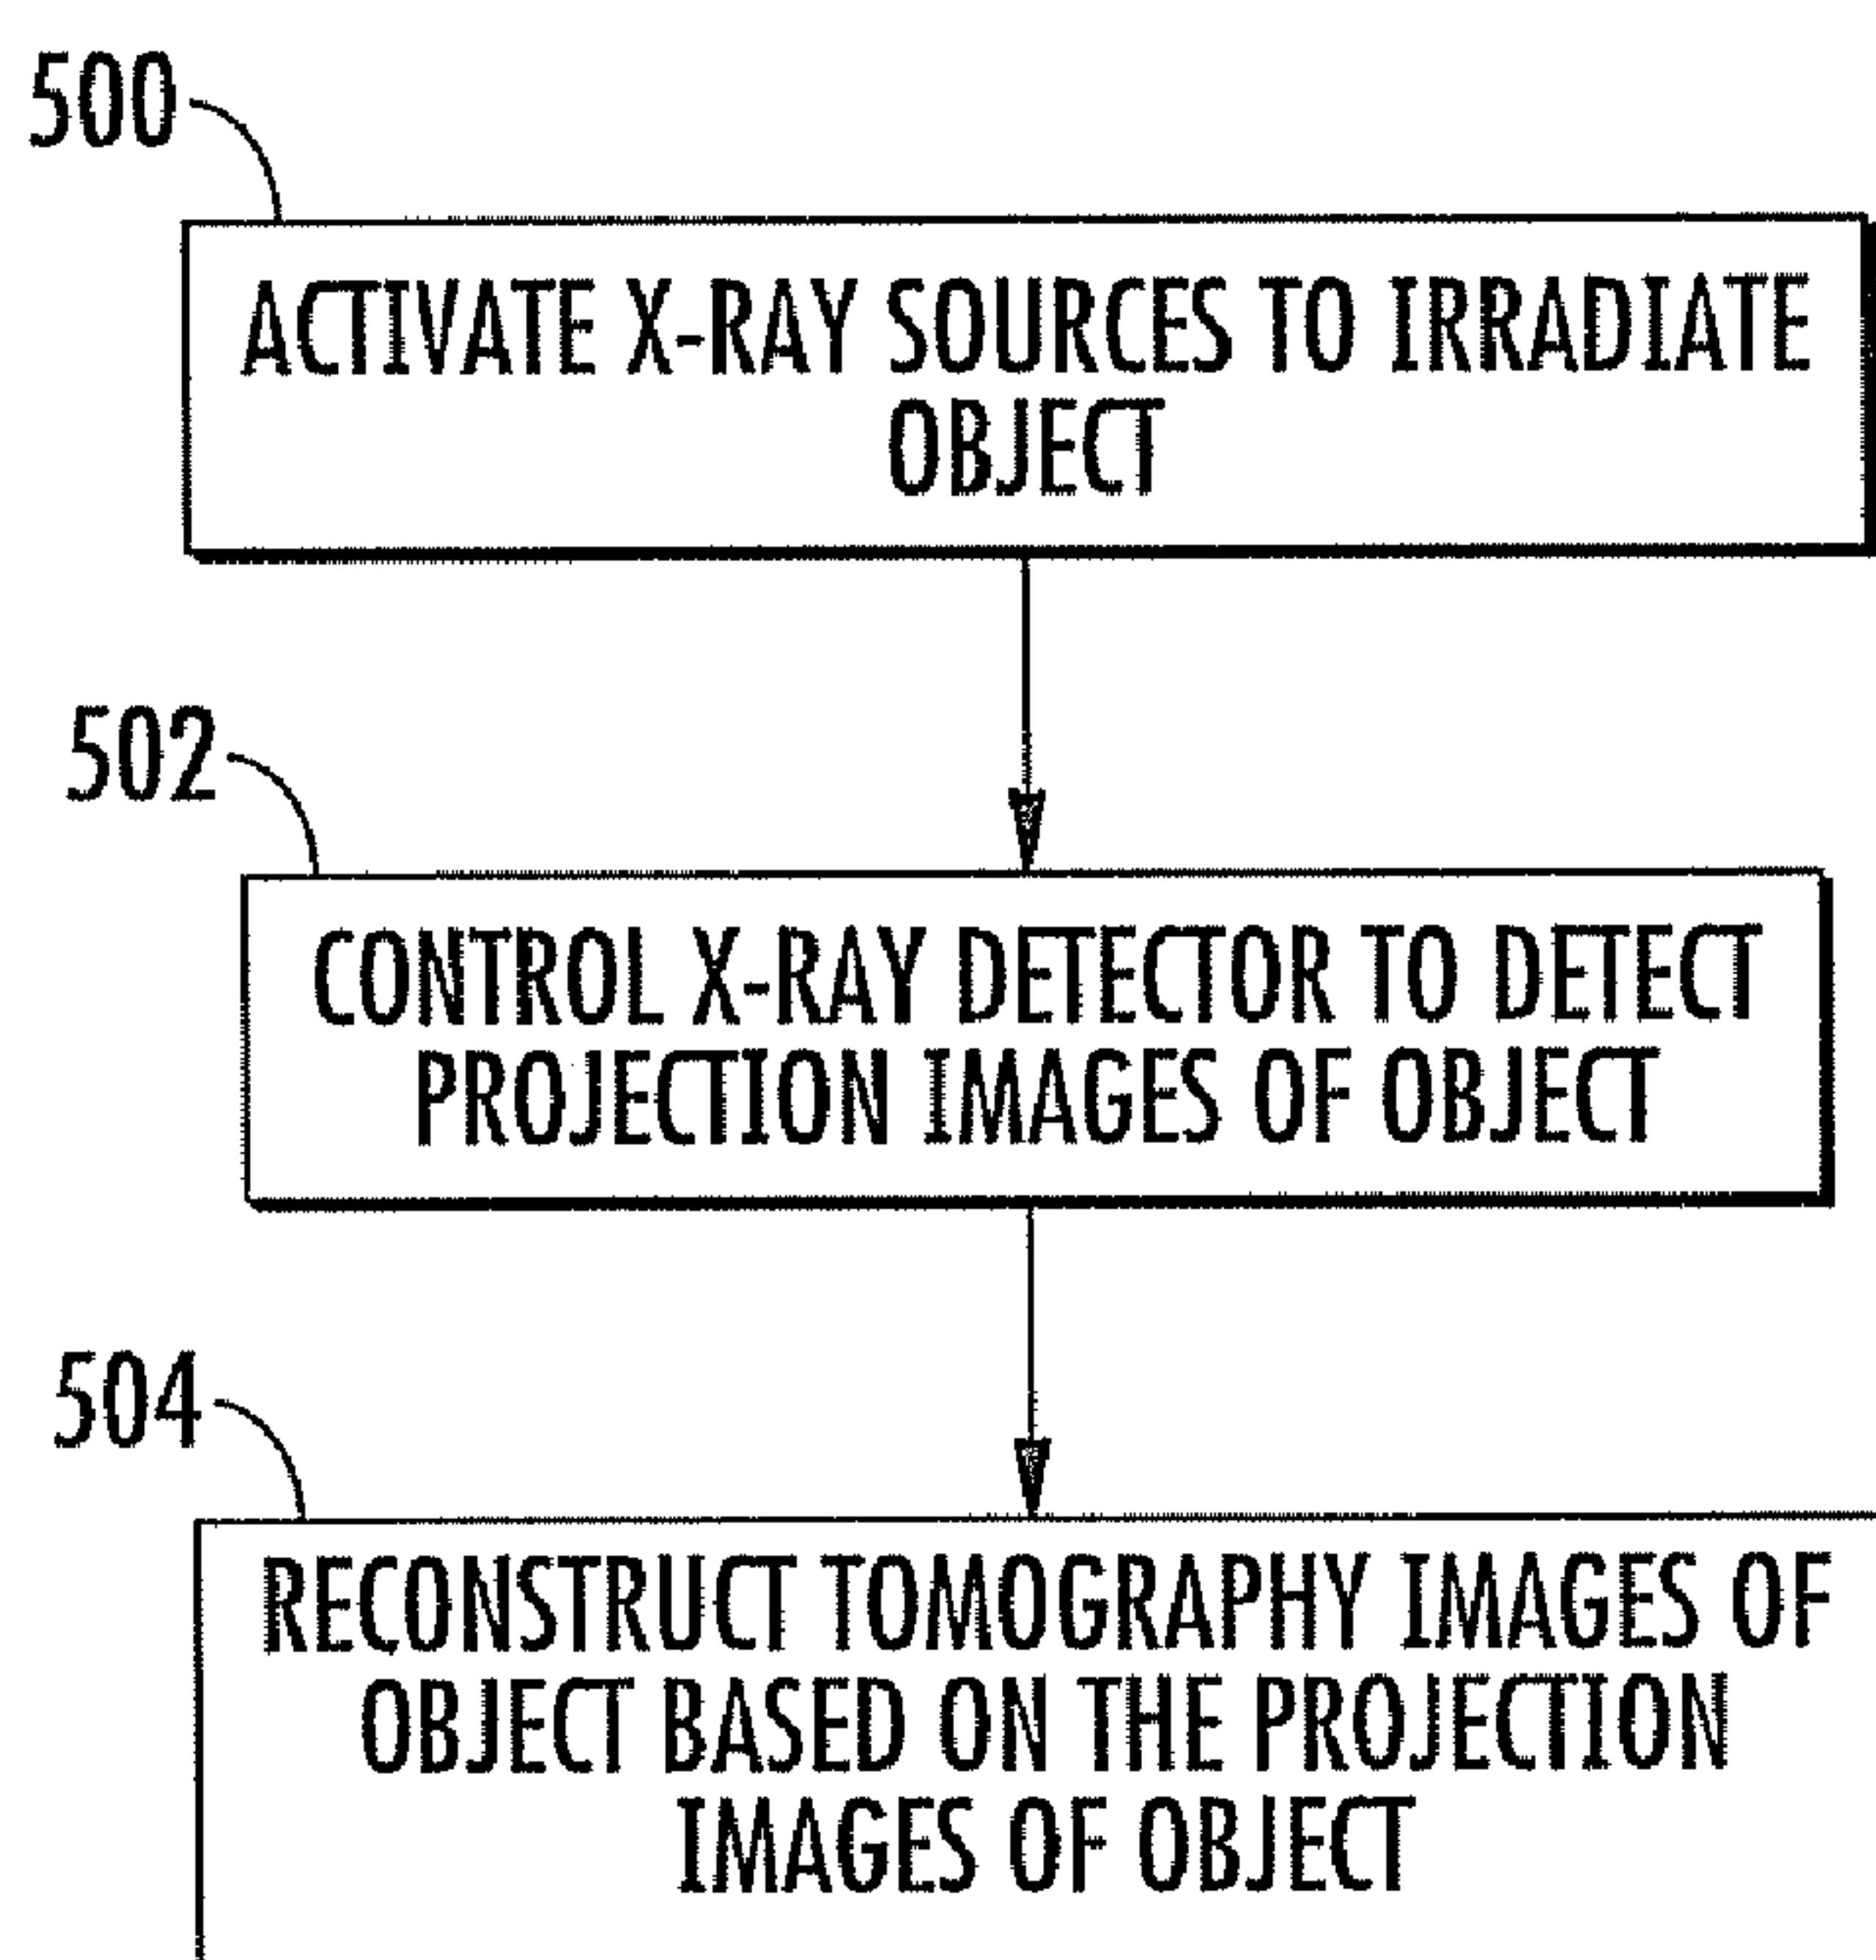 500
ACTIVATE X-RAY SOURCES TO IRRADIATE
OBJECT
502
CONTROL X-RAY DETECTOR TO DETECT
PROJECTION IMAGES OF OBJECT
504
RECONSTRUCT TOMOGRAPHY IMAGES OF
OBJECT BASED ON THE PROJECTION
IMAGES OF OBJECT